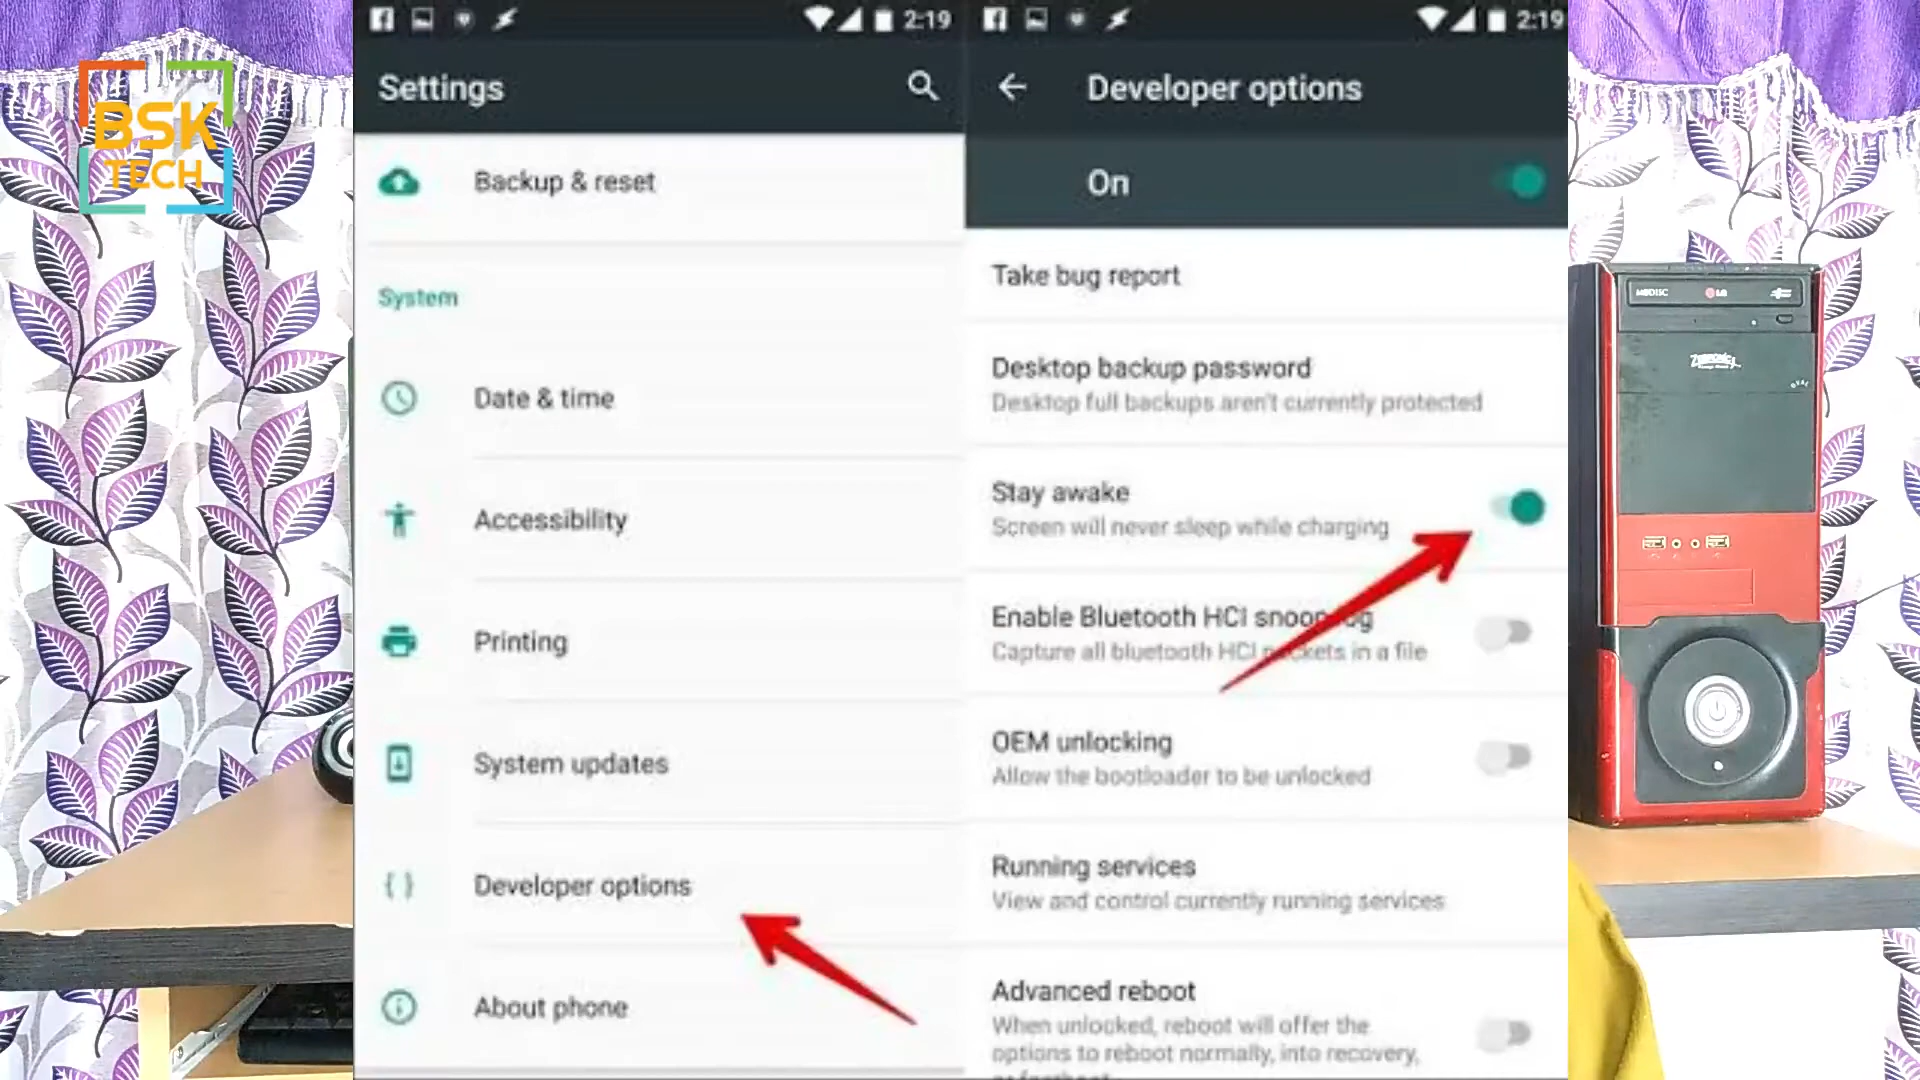 BSK
TECH
2:19
Settings
Backup & reset
System
Date & time
Accessibility
Printing
System updates
Developer options
About phone
2:19
Developer options
On
Take bug report
Desktop backup password
Desktop full backups aren't currently protected
Stay awake
Screen will never sleep while charging
Enable Bluetooth HCI snoop
Capture all bluetooth HCI packets in a file
OEM unlocking
Allow the bootloader to be unlocked
Running services
View and control currently running services
Advanced reboot
When unlocked, reboot will offer the
options to reboot normally, into recovery,
LG